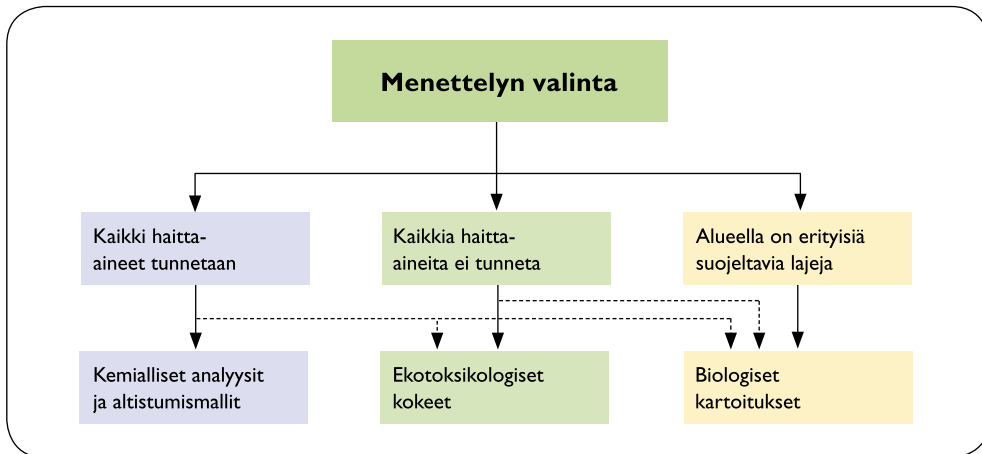 Menettelyn valinta
Kaikki haitta-
aineet tunnetaan
Kaikkia haitta-
aineita ei tunneta
Alueella on erityisiä
suojeltavia lajeja
Kemialliset analyysit
ja altistumismallit
Ekotoksikologiset
kokeet
Biologiset
kartoitukset